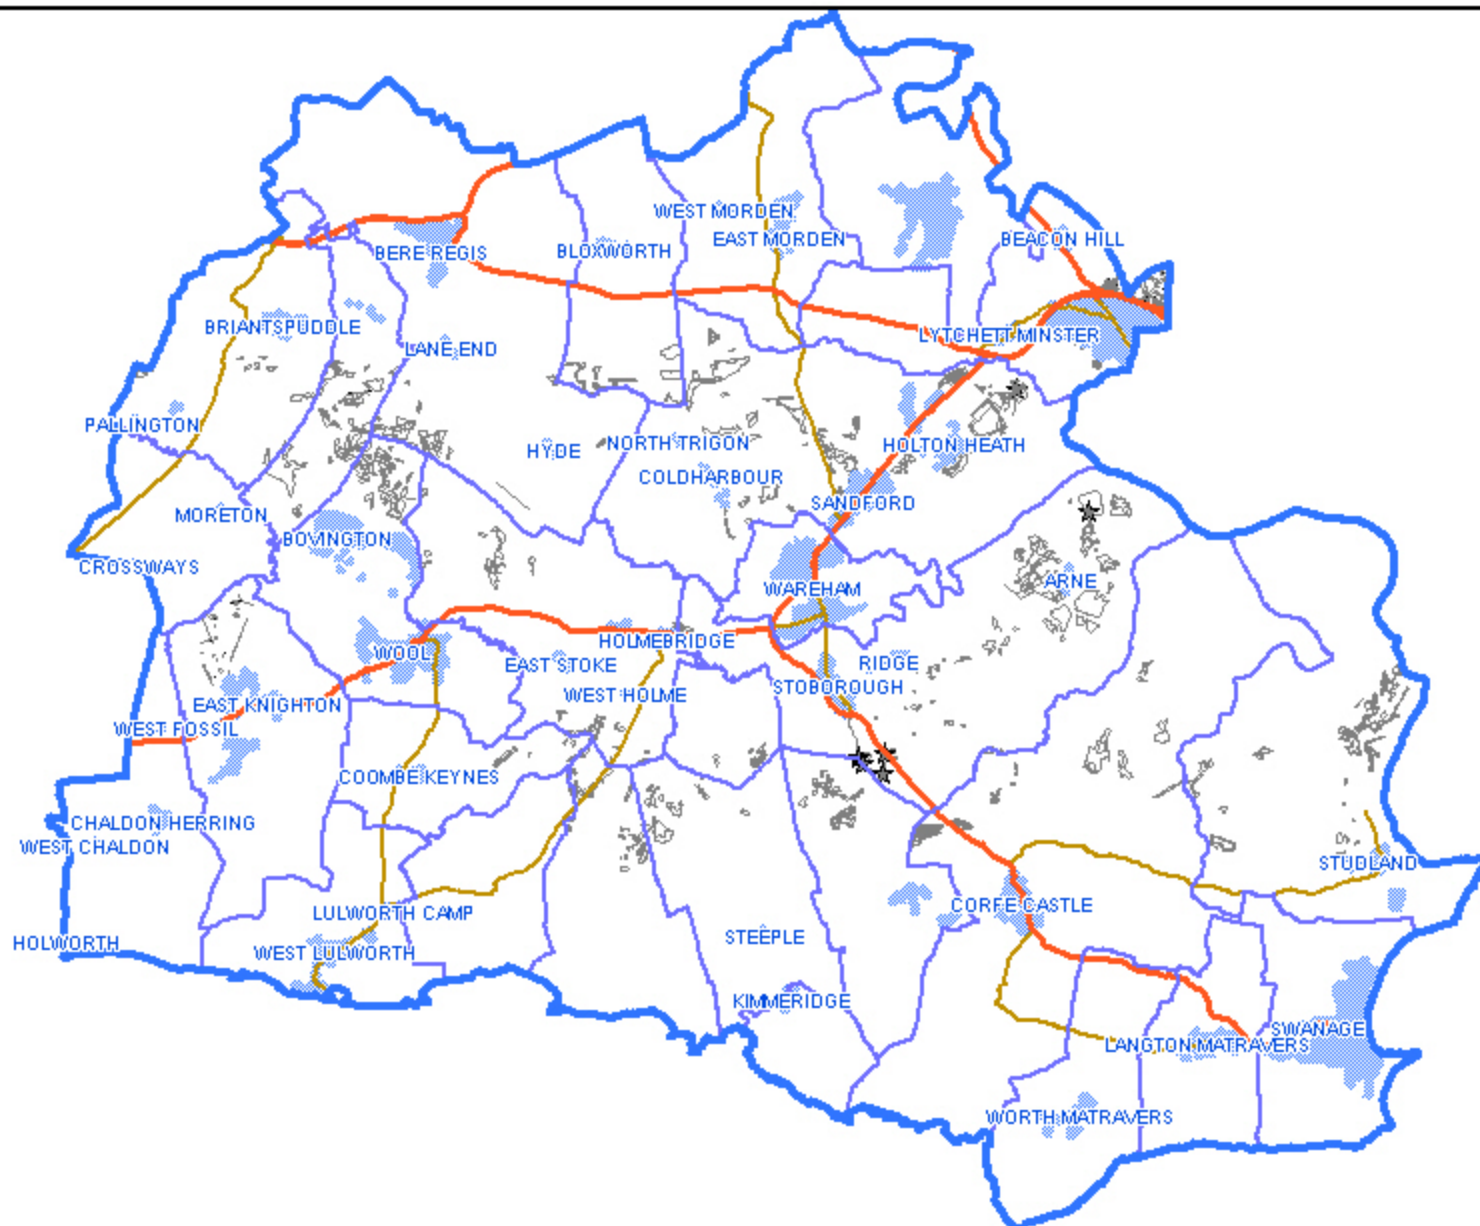 WEST MORDEN
EAST MORDEN
BEACON HILL
BERE REGIS
BLOXWORTH
BRIANTSPUDDLE
LANE END
LYTCHETT MINSTER
PALLINGTON
HYDE
NORTH TRIGON
HOLTON HEATH
COLDHARBOUR
SANDFORD
MORETON
BOVINGTON
CROSSWAYS
WAREHAM
ARNE
HOLMEBRIDGE
WOOL
EAST STOKE
RIDGE
WEST HOLME
STOBOROUGH
EAST KNIGHTON
WEST FOSSIL
COOMBE KEYNES
CHALDON HERRING
WEST CHALDON
STUDLAND
CORFE CASTLE
LULWORTH CAMP
STEEPLE
HOLWORTH
WEST LULWORTH
KIMMERIDGE
SWANAGE
LANGTON MATRAVERS
WORTH MATRAVERS